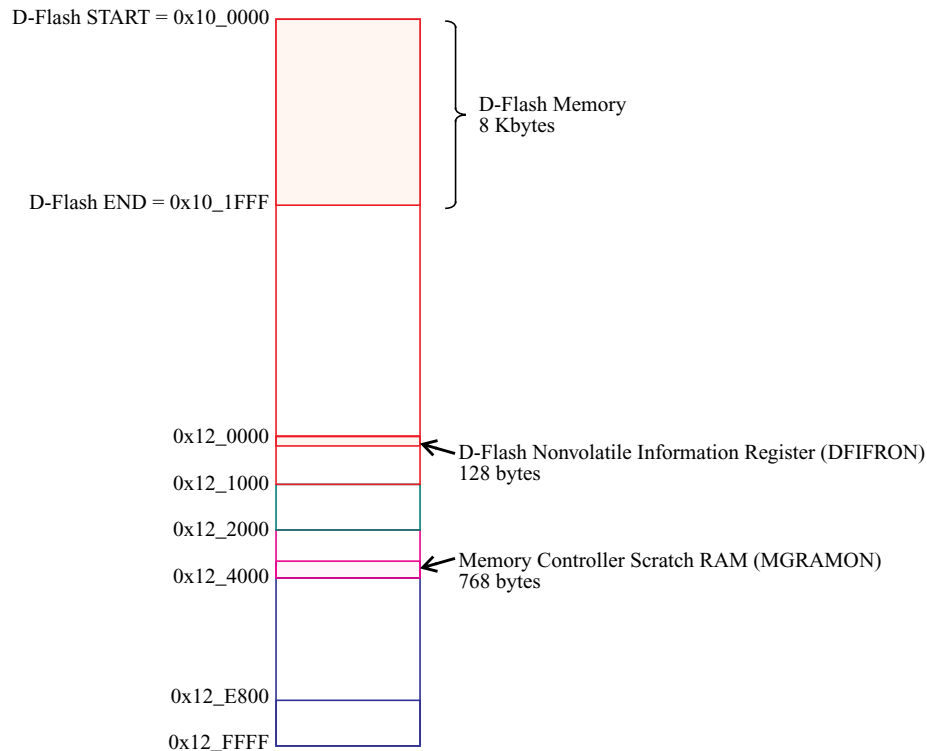 D-Flash START = 0x10_0000
D-Flash Memory
8 Kbytes
D-Flash END = 0x10_1FFF
0x12_0000
D-Flash Nonvolatile Information Register (DFIFRON)
128 bytes
0x12_1000
0x12_2000
Memory Controller Scratch RAM (MGRAMON)
768 bytes
0x12_4000
0x12_E800
0x12_FFFF